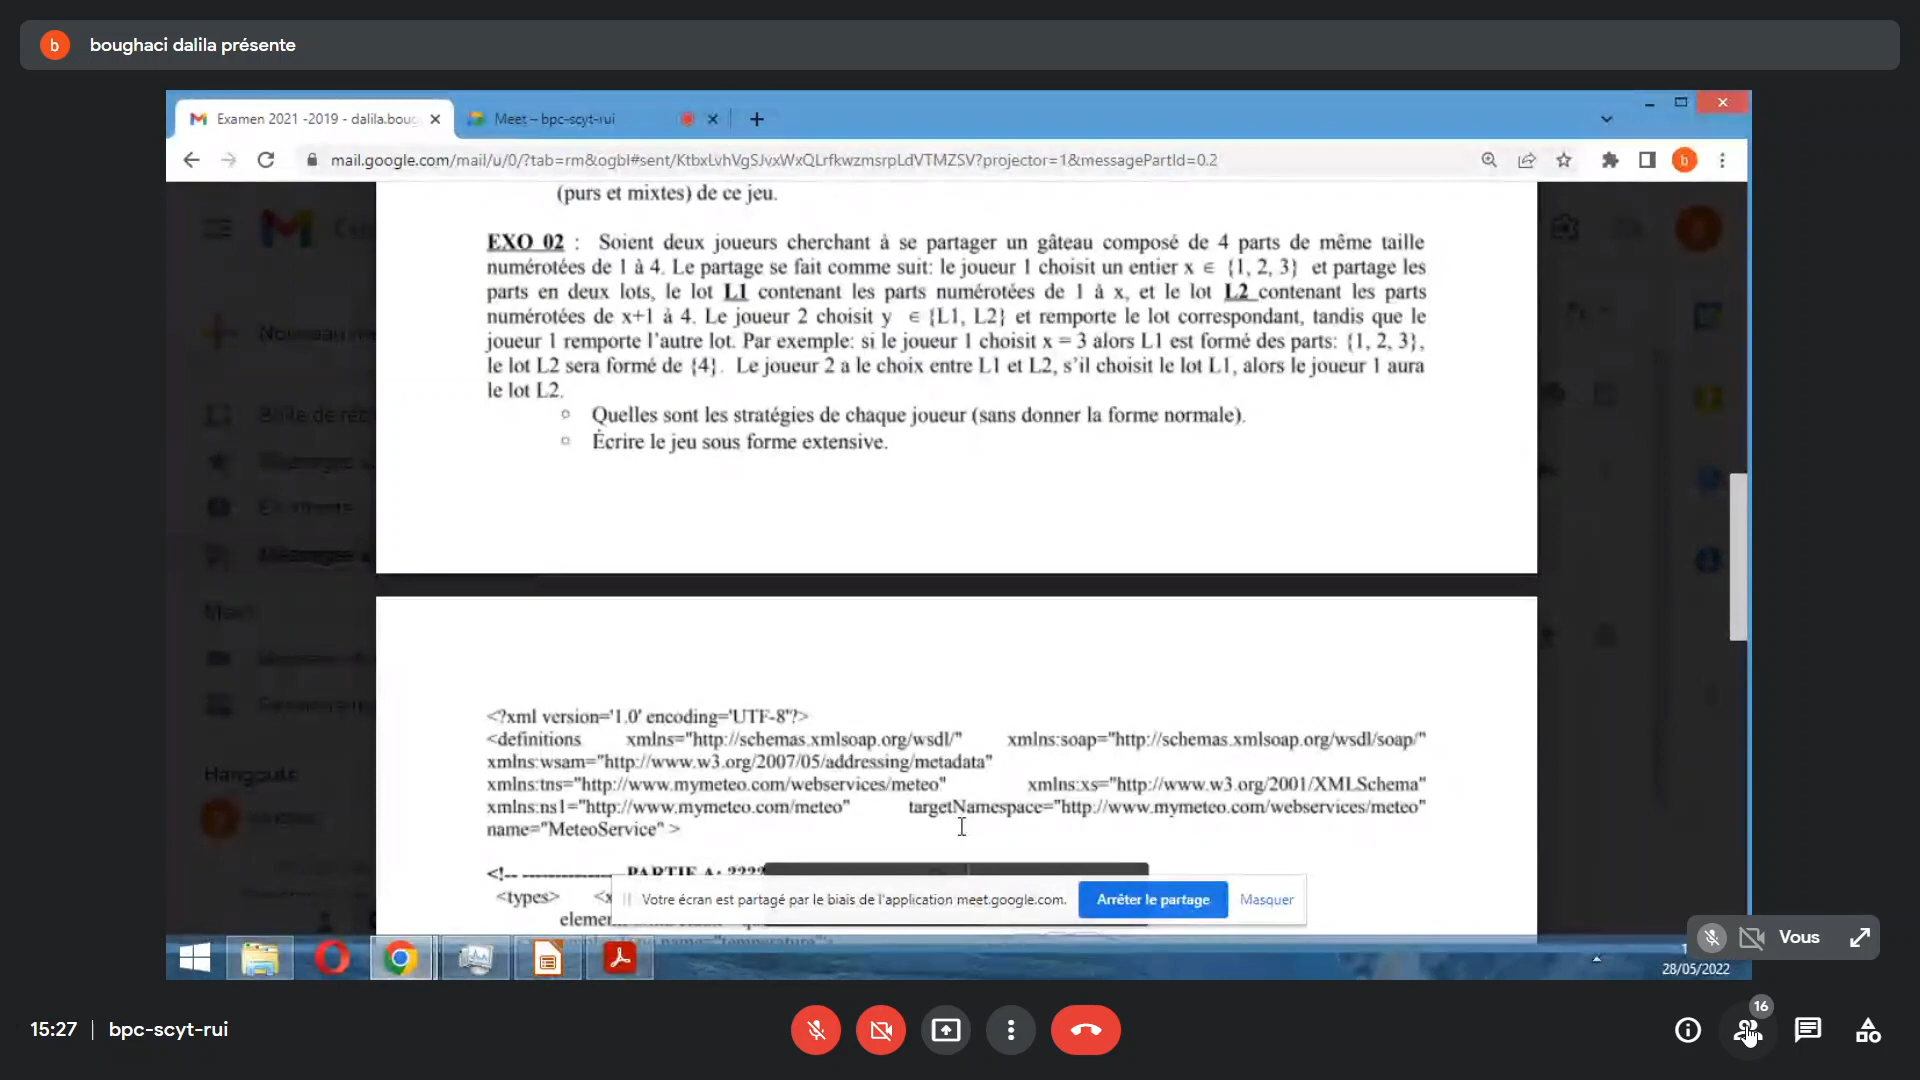 b boughaci dalila présente
Examen 2021 -2019 - dalila.boug
Meet – bpc-scyt-rui
mail.google.com/mail/u/0/?tab=rm&ogbl#sent/KtbxLvhVgSJvxWxQLrfkwzmsrpLdVTMZSV?projector=1&messagePartId=0.2
b
(purs et mixtes) de ce jeu.
EXO 02 : Soient deux joueurs cherchant à se partager un gâteau composé de 4 parts de même taille
numérotées de 1 à 4. Le partage se fait comme suit: le joueur 1 choisit un entier x ∈ {1, 2, 3} et partage les
parts en deux lots, le lot L1 contenant les parts numérotées de 1 à x, et le lot L2 contenant les parts
numérotées de x+1 à 4. Le joueur 2 choisit y ∈ {L1, L2} et remporte le lot correspondant, tandis que le
joueur 1 remporte l'autre lot. Par exemple: si le joueur 1 choisit x = 3 alors L1 est formé des parts: {1, 2, 3},
le lot L2 sera formé de {4}. Le joueur 2 a le choix entre L1 et L2, s'il choisit le lot L1, alors le joueur 1 aura
le lot L2.
Quelles sont les stratégies de chaque joueur (sans donner la forme normale).
Écrire le jeu sous forme extensive.
<?xml version='1.0' encoding='UTF-8'?>
<definitions xmlns="http://schemas.xmlsoap.org/wsdl/" xmlns:soap="http://schemas.xmlsoap.org/wsdl/soap/"
xmlns:wsam="http://www.w3.org/2007/05/addressing/metadata"
xmlns:tns="http://www.mymeteo.com/webservices/meteo" xmlns:xs="http://www.w3.org/2001/XMLSchema"
xmlns:ns1="http://www.mymeteo.com/meteo" targetNamespace="http://www.mymeteo.com/webservices/meteo"
name="MeteoService" >
<!-- ---------------- PARTIE A: ????
<types> <x
Votre écran est partagé par le biais de l'application meet.google.com. Arrêter le partage Masquer
Vous
28/05/2022
15:27 | bpc-scyt-rui
16